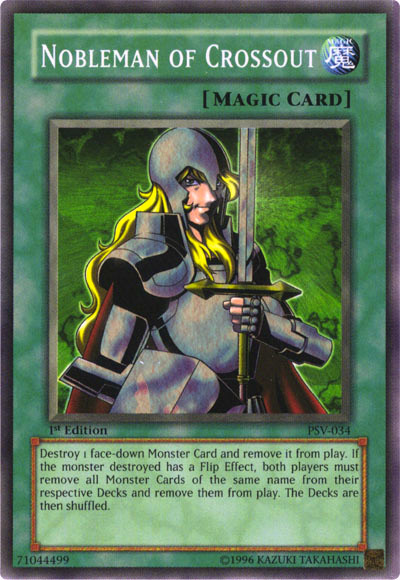 NOBLEMAN OF CROSSOUT
MAGIC
魔
[MAGIC CARD]
1st Edition
PSV-034
Destroy 1 face-down Monster Card and remove it from play. If
the monster destroyed has a Flip Effect, both players must
remove all Monster Cards of the same name from their
respective Decks and remove them from play. The Decks are
then shuffled.
71044499
©1996 KAZUKI TAKAHASHI